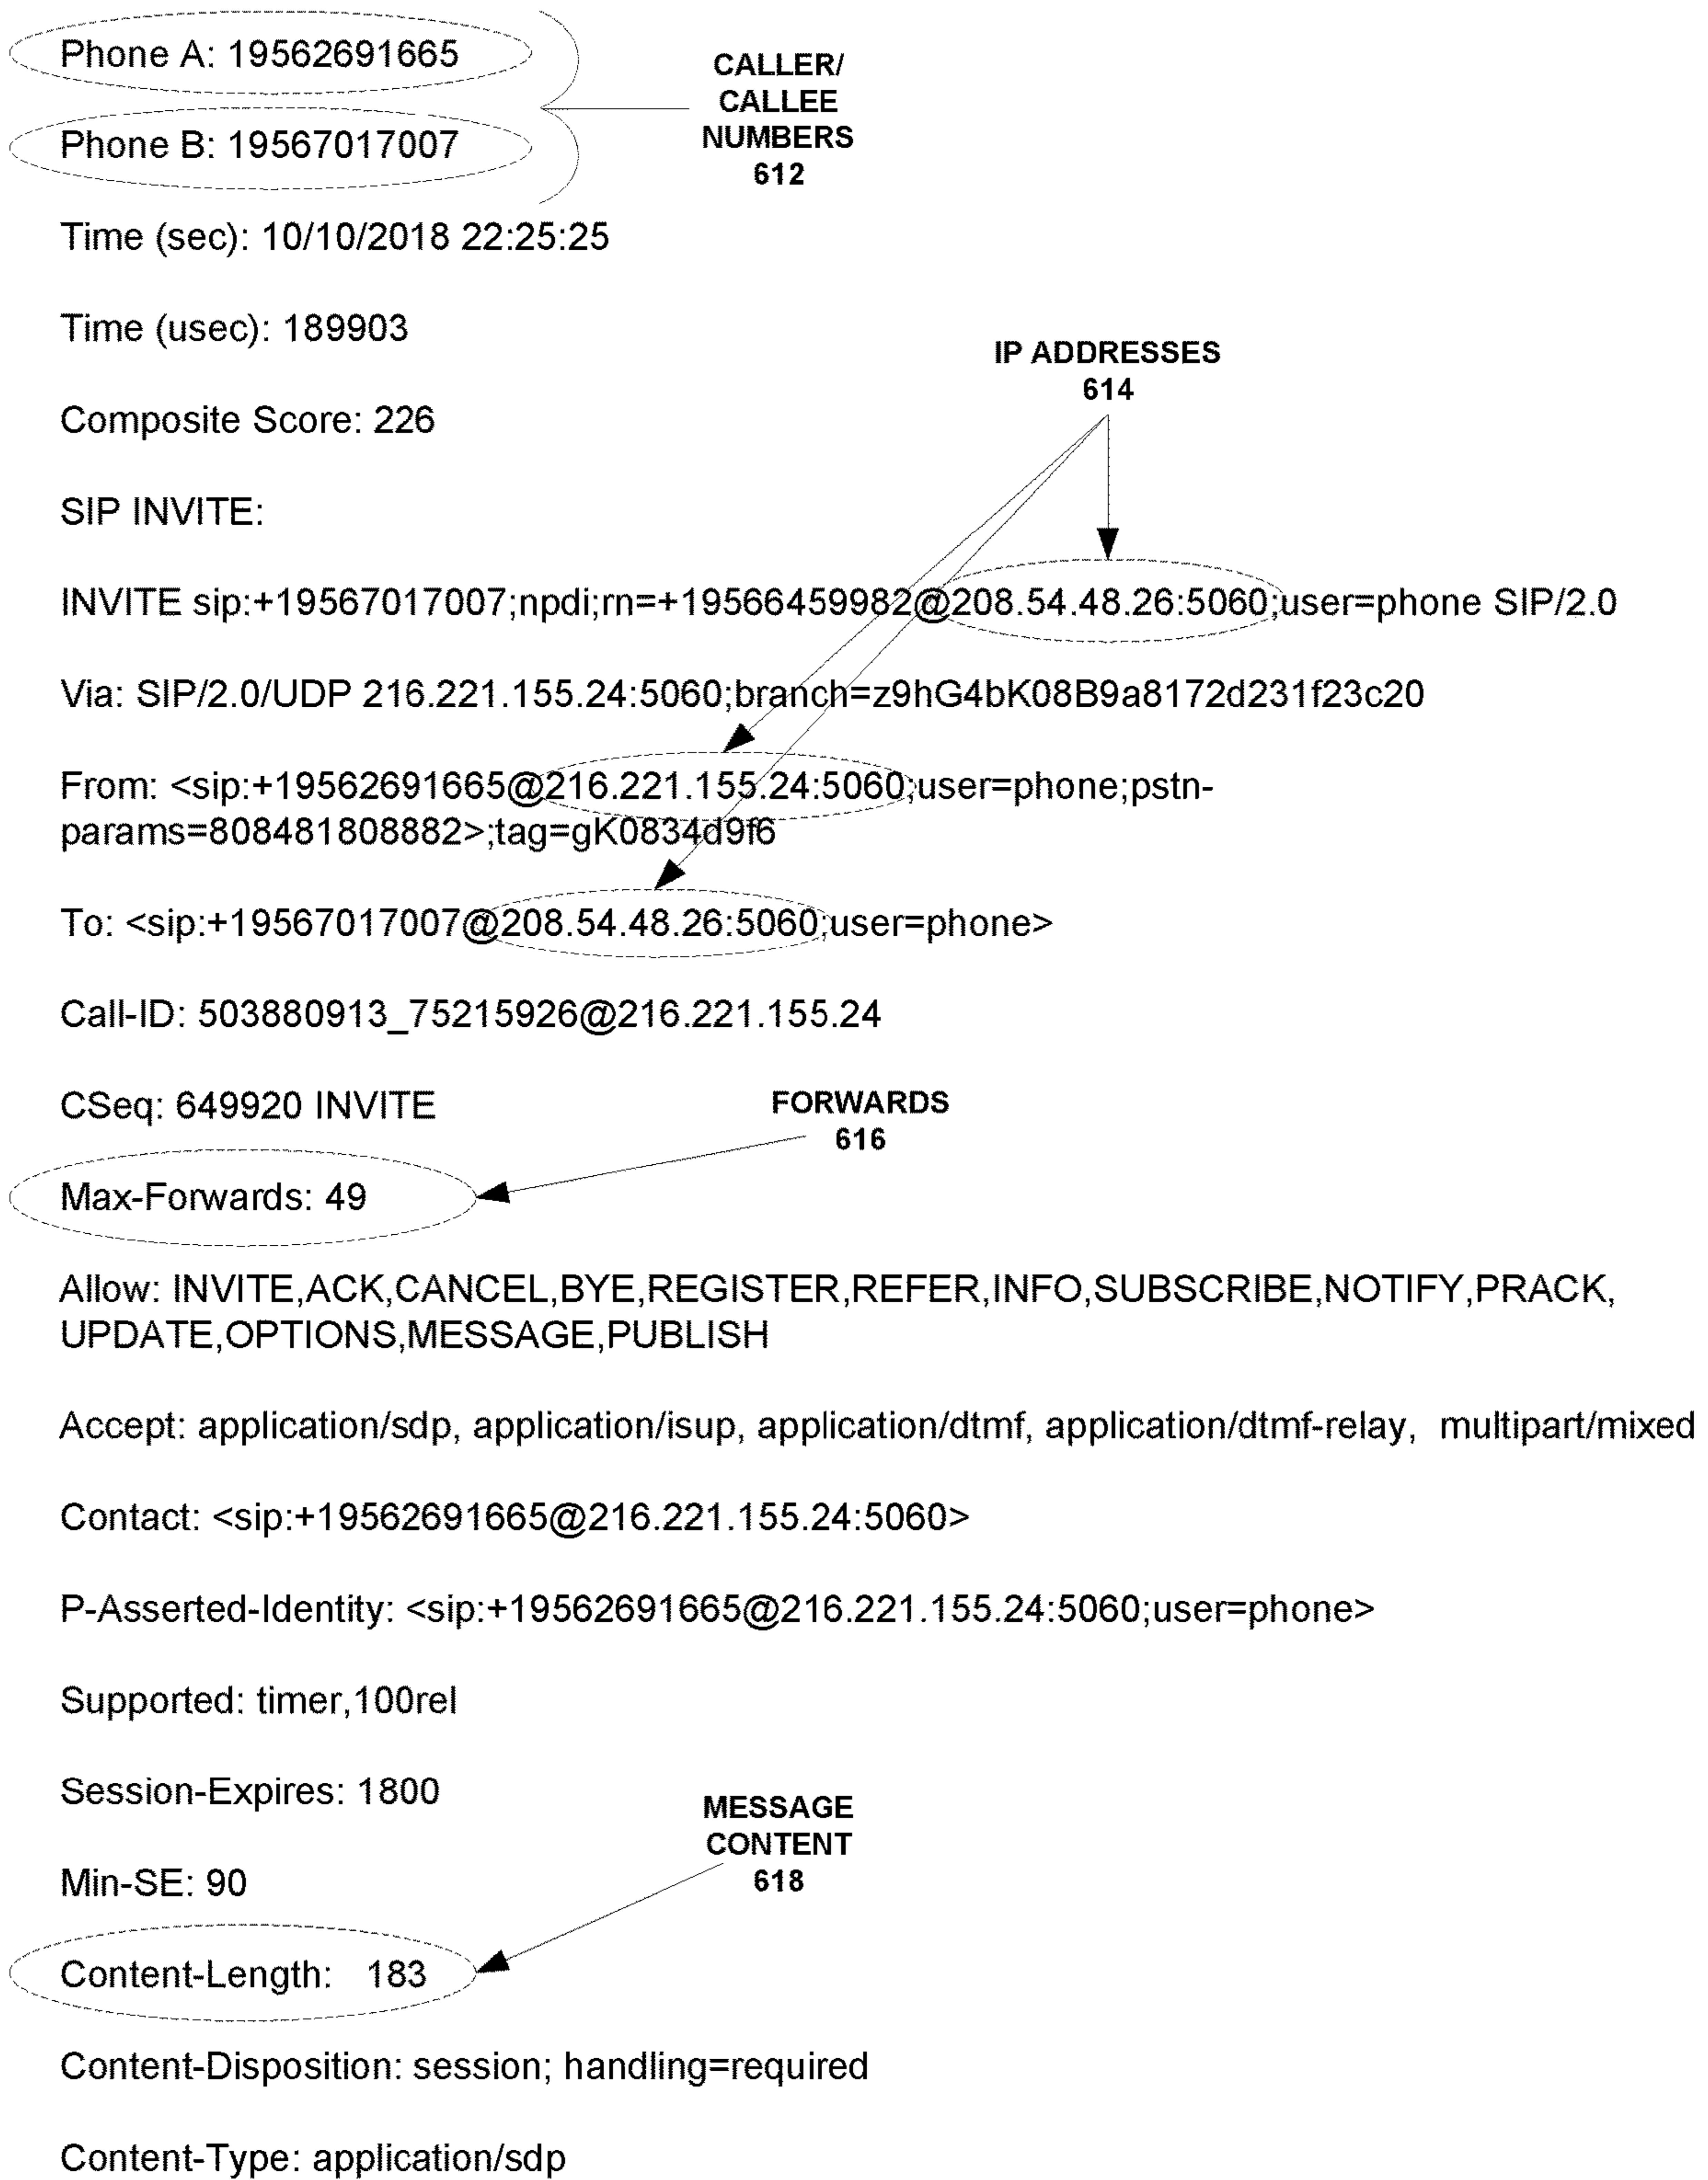 Phone A: 19562691665
CALLER/
CALLEE
NUMBERS
612
Phone B: 19567017007
Time (sec): 10/10/2018 22:25:25
Time (usec): 189903
IP ADDRESSES
614
Composite Score: 226
SIP INVITE:
INVITE sip:+19567017007;npdi;rn=+19566459982@208.54.48.26:5060;user=phone SIP/2.0
Via: SIP/2.0/UDP 216.221.155.24:5060;branch=z9hG4bK08B9a8172d231f23c20
From: <sip:+19562691665@216.221.155.24:5060;user=phone;pstn-
params=808481808882>;tag=gK0834d9f6
To: <sip:+19567017007@208.54.48.26:5060;user=phone>
Call-ID: 503880913_75215926@216.221.155.24
CSeq: 649920 INVITE
FORWARDS
616
Max-Forwards: 49
Allow: INVITE,ACK,CANCEL,BYE,REGISTER,REFER,INFO,SUBSCRIBE,NOTIFY,PRACK,
UPDATE,OPTIONS,MESSAGE,PUBLISH
Accept: application/sdp, application/isup, application/dtmf, application/dtmf-relay,  multipart/mixed
Contact: <sip:+19562691665@216.221.155.24:5060>
P-Asserted-Identity: <sip:+19562691665@216.221.155.24:5060;user=phone>
Supported: timer,100rel
Session-Expires: 1800
MESSAGE
CONTENT
618
Min-SE: 90
Content-Length:   183
Content-Disposition: session; handling=required
Content-Type: application/sdp